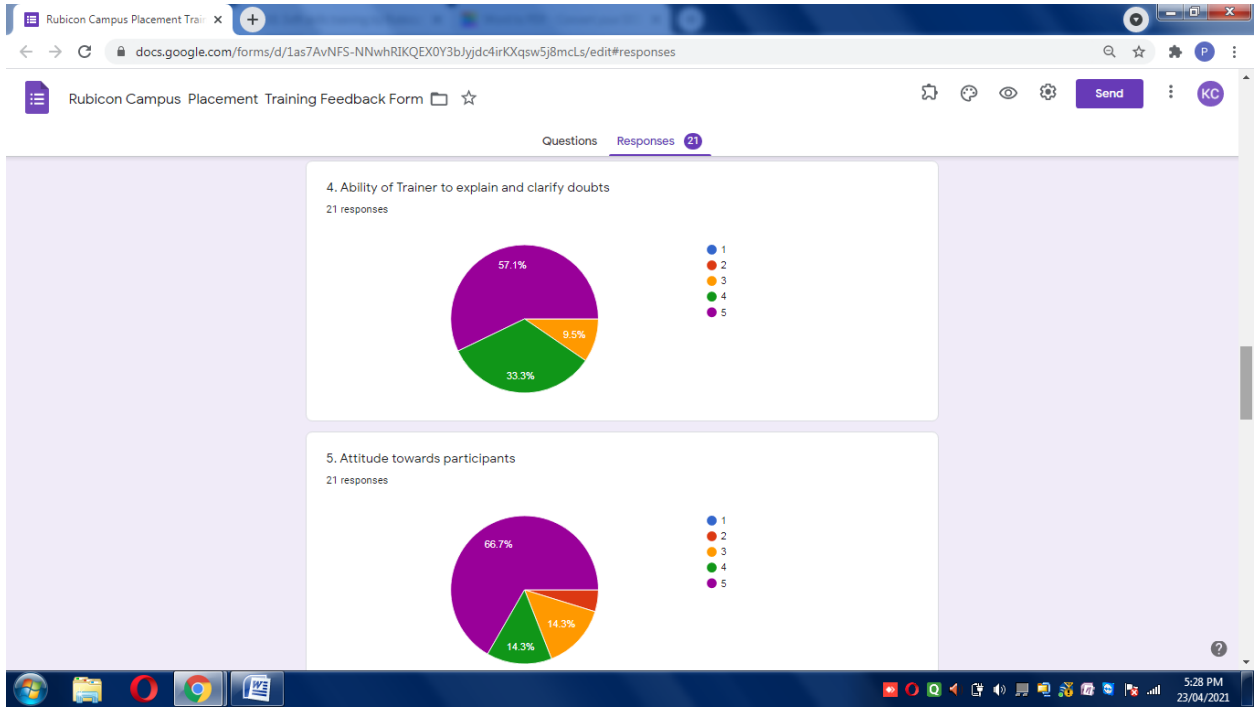 Rubicon Campus Placement Train
docs.google.com/forms/d/1as7AvNFS-NNwhRIKQEX0Y3bJyjdc4irKXqsw5j8mcLs/edit#responses
P
Rubicon Campus Placement Training Feedback Form
Send
KC
Questions Responses 21
4. Ability of Trainer to explain and clarify doubts
21 responses
57.1%
9.5%
33.3%
1
2
3
4
5
5. Attitude towards participants
21 responses
66.7%
14.3%
14.3%
1
2
3
4
5
5:28 PM
23/04/2021